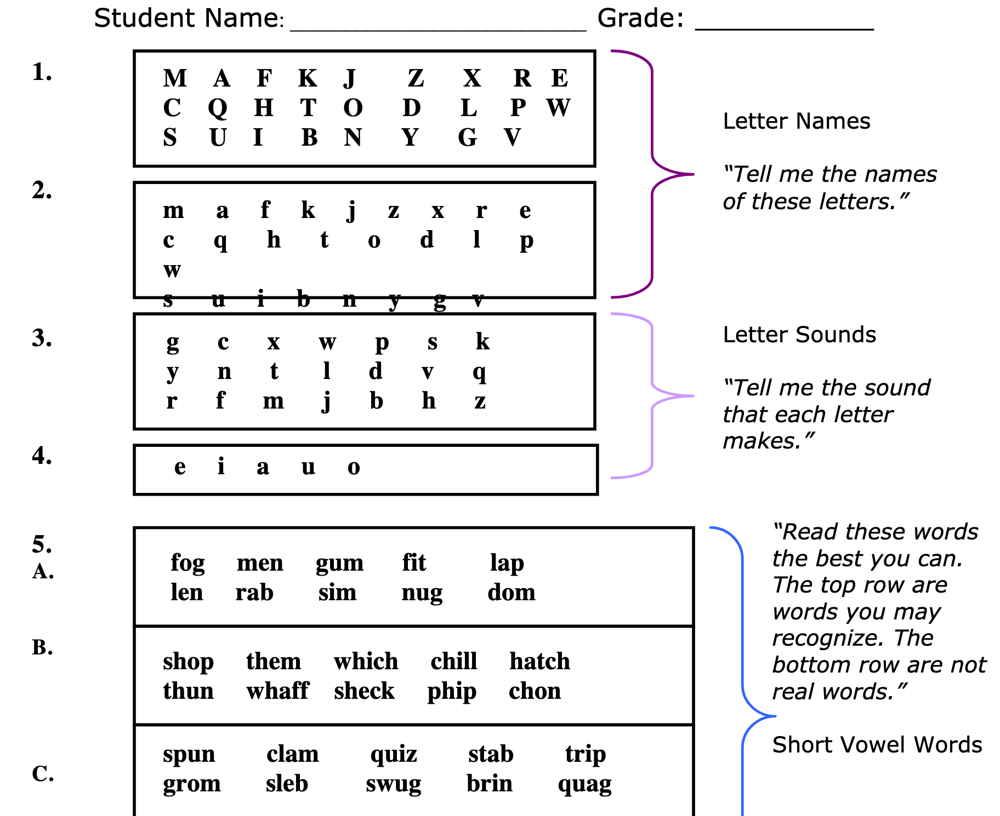 Student Name: ___________________________ Grade: ______________
1.
M A F K J Z X R E
C Q H T O D L P W
S U I B N Y G V
Letter Names
“Tell me the names
of these letters.”
2.
m a f k j z x r e
c q h t o d l p
w
s u i b n y g v
3.
g c x w p s k
y n t l d v q
r f m j b h z
Letter Sounds
“Tell me the sound
that each letter
makes.”
4.
e i a u o
5.
A.
fog men gum fit lap
len rab sim nug dom
B.
shop them which chill hatch
thun whaff sheck phip chon
C.
spun clam quiz stab trip
grom sleb swug brin quag
“Read these words
the best you can.
The top row are
words you may
recognize. The
bottom row are not
real words.”
Short Vowel Words